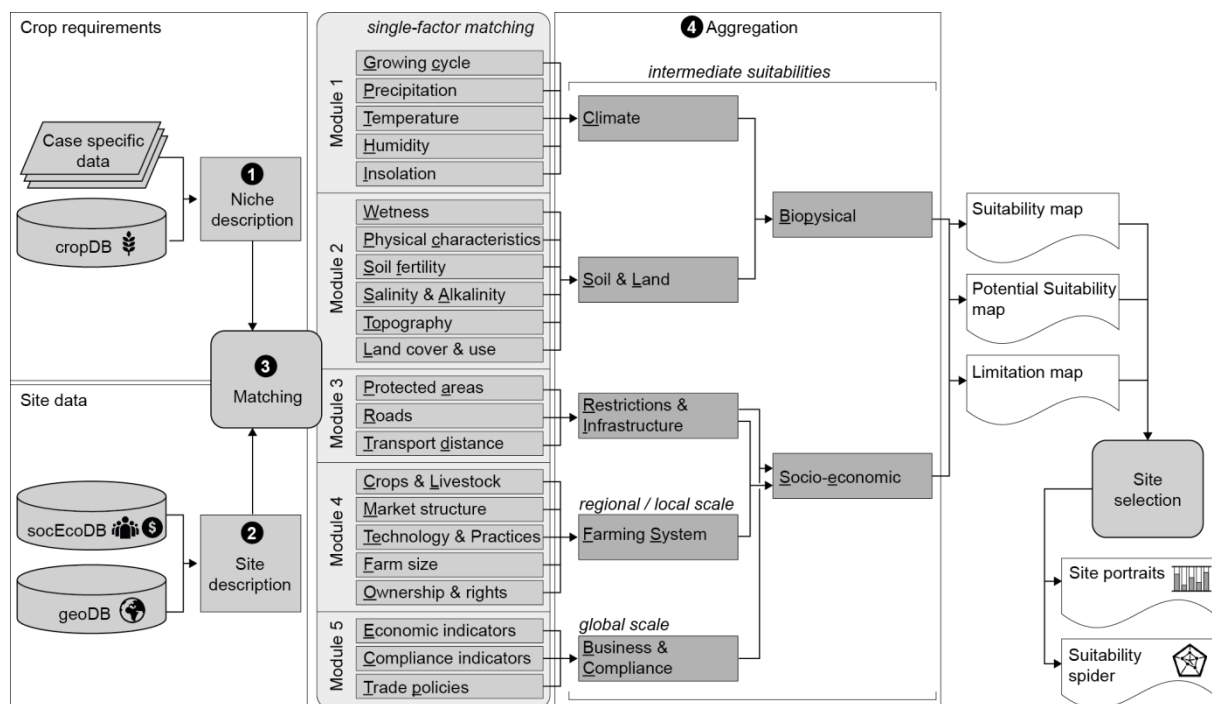 Crop requirements
Case specific
data
cropDB
1
Niche
description
3
Matching
Site data
socEcoDB
$
geoDB
2
Site
description
single-factor matching
Module 1
Growing cycle
Precipitation
Temperature
Humidity
Insolation
Module 2
Wetness
Physical characteristics
Soil fertility
Salinity & Alkalinity
Topography
Land cover & use
Module 3
Protected areas
Roads
Transport distance
Module 4
Crops & Livestock
Market structure
Technology & Practices
Farm size
Ownership & rights
Module 5
Economic indicators
Compliance indicators
Trade policies
4 Aggregation
intermediate suitabilities
Climate
Soil & Land
Biopysical
Restrictions &
Infrastructure
regional / local scale
Farming System
Socio-economic
global scale
Business &
Compliance
Suitability map
Potential Suitability
map
Limitation map
Site
selection
Site portraits
Suitability
spider